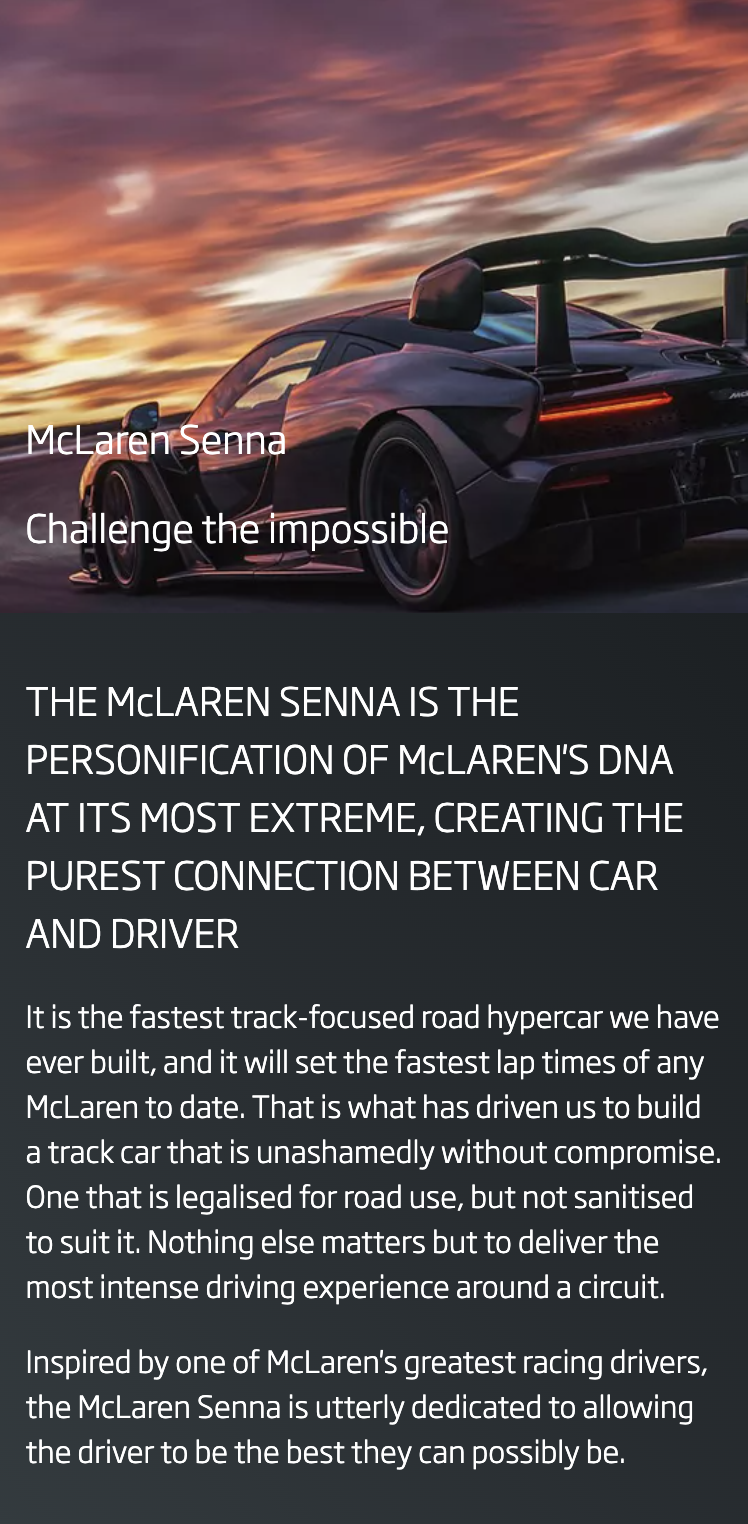 McLaren Senna
Challenge the impossible
THE McLAREN SENNA IS THE
PERSONIFICATION OF McLAREN'S DNA
AT ITS MOST EXTREME, CREATING THE
PUREST CONNECTION BETWEEN CAR
AND DRIVER
It is the fastest track-focused road hypercar we have
ever built, and it will set the fastest lap times of any
McLaren to date. That is what has driven us to build
a track car that is unashamedly without compromise.
One that is legalised for road use, but not sanitised
to suit it. Nothing else matters but to deliver the
most intense driving experience around a circuit.
Inspired by one of McLaren's greatest racing drivers,
the McLaren Senna is utterly dedicated to allowing
the driver to be the best they can possibly be.